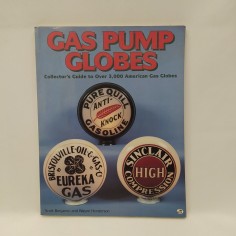 GAS PUMP
GLOBES
Collector's Guide to Over 3,000 American Gas Globes
PURE QUILL
ANTI-
KNOCK
GASOLINE
BRISTOLVILLE-OIL & GAS CO
EUREKA
GAS
SINCLAIR
HIGH
COMPRESSION